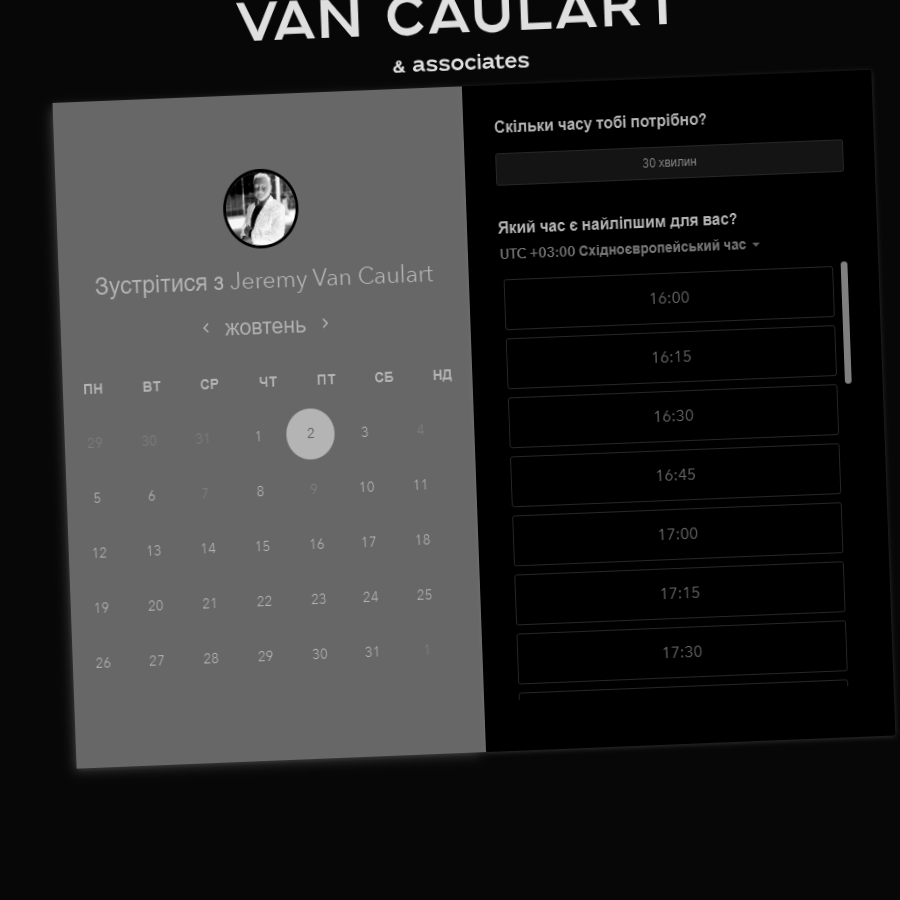 VAN CAULART
& associates
Зустрітися з Jeremy Van Caulart
‹ жовтень ›
ПН ВТ СР ЧТ ПТ СБ НД
29 30 31 1 2 3 4
5 6 7 8 9 10 11
12 13 14 15 16 17 18
19 20 21 22 23 24 25
26 27 28 29 30 31 1
Скільки часу тобі потрібно?
30 хвилин
Який час є найліпшим для вас?
UTC +03:00 Східноєвропейський час
16:00
16:15
16:30
16:45
17:00
17:15
17:30